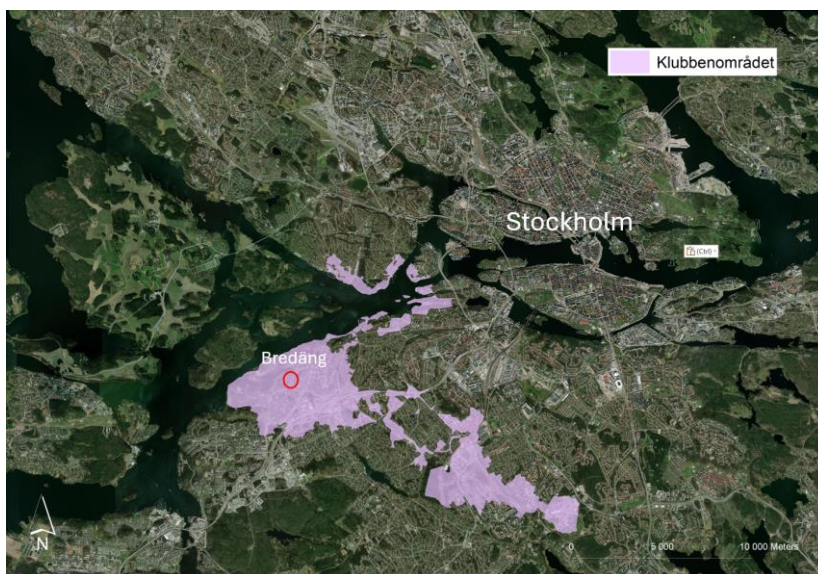 Klubbenområdet
Stockholm
(Ctrl)
Bredäng
N
0 5 000 10 000 Meters